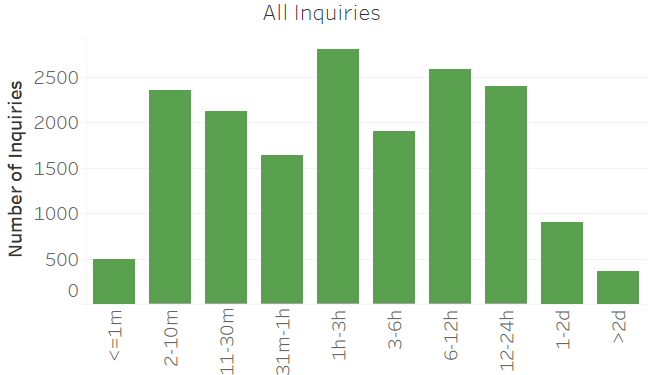 All Inquiries
Number of Inquiries
2500
2000
1500
1000
500
0
<=1m
2-10m
11-30m
31m-1h
1h-3h
3-6h
6-12h
12-24h
1-2d
>2d